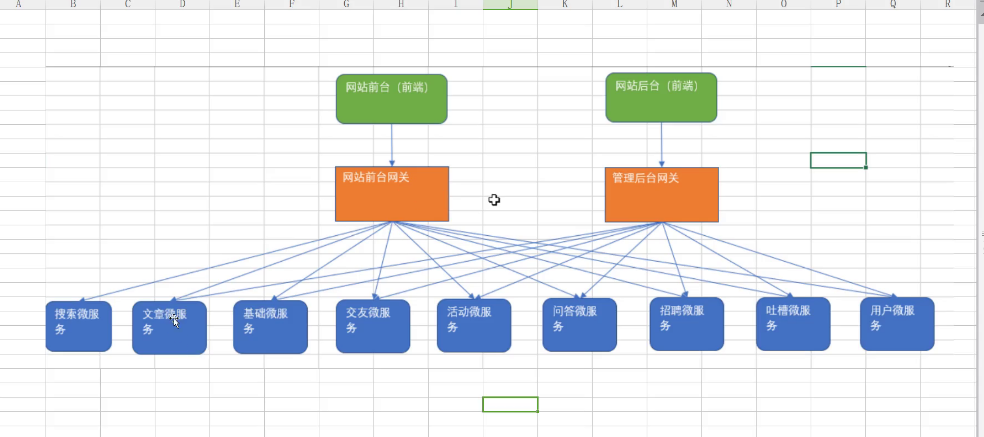 A B C D E F G H I J K L M N O P Q R
网站前台（前端）
网站后台（前端）
网站前台网关
管理后台网关
搜索微服
务
文章微服
务
基础微服
务
交友微服
务
活动微服
务
问答微服
务
招聘微服
务
吐槽微服
务
用户微服
务